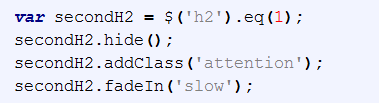 var secondH2 = $('h2').eq(1);
secondH2.hide();
secondH2.addClass('attention');
secondH2.fadeIn('slow');